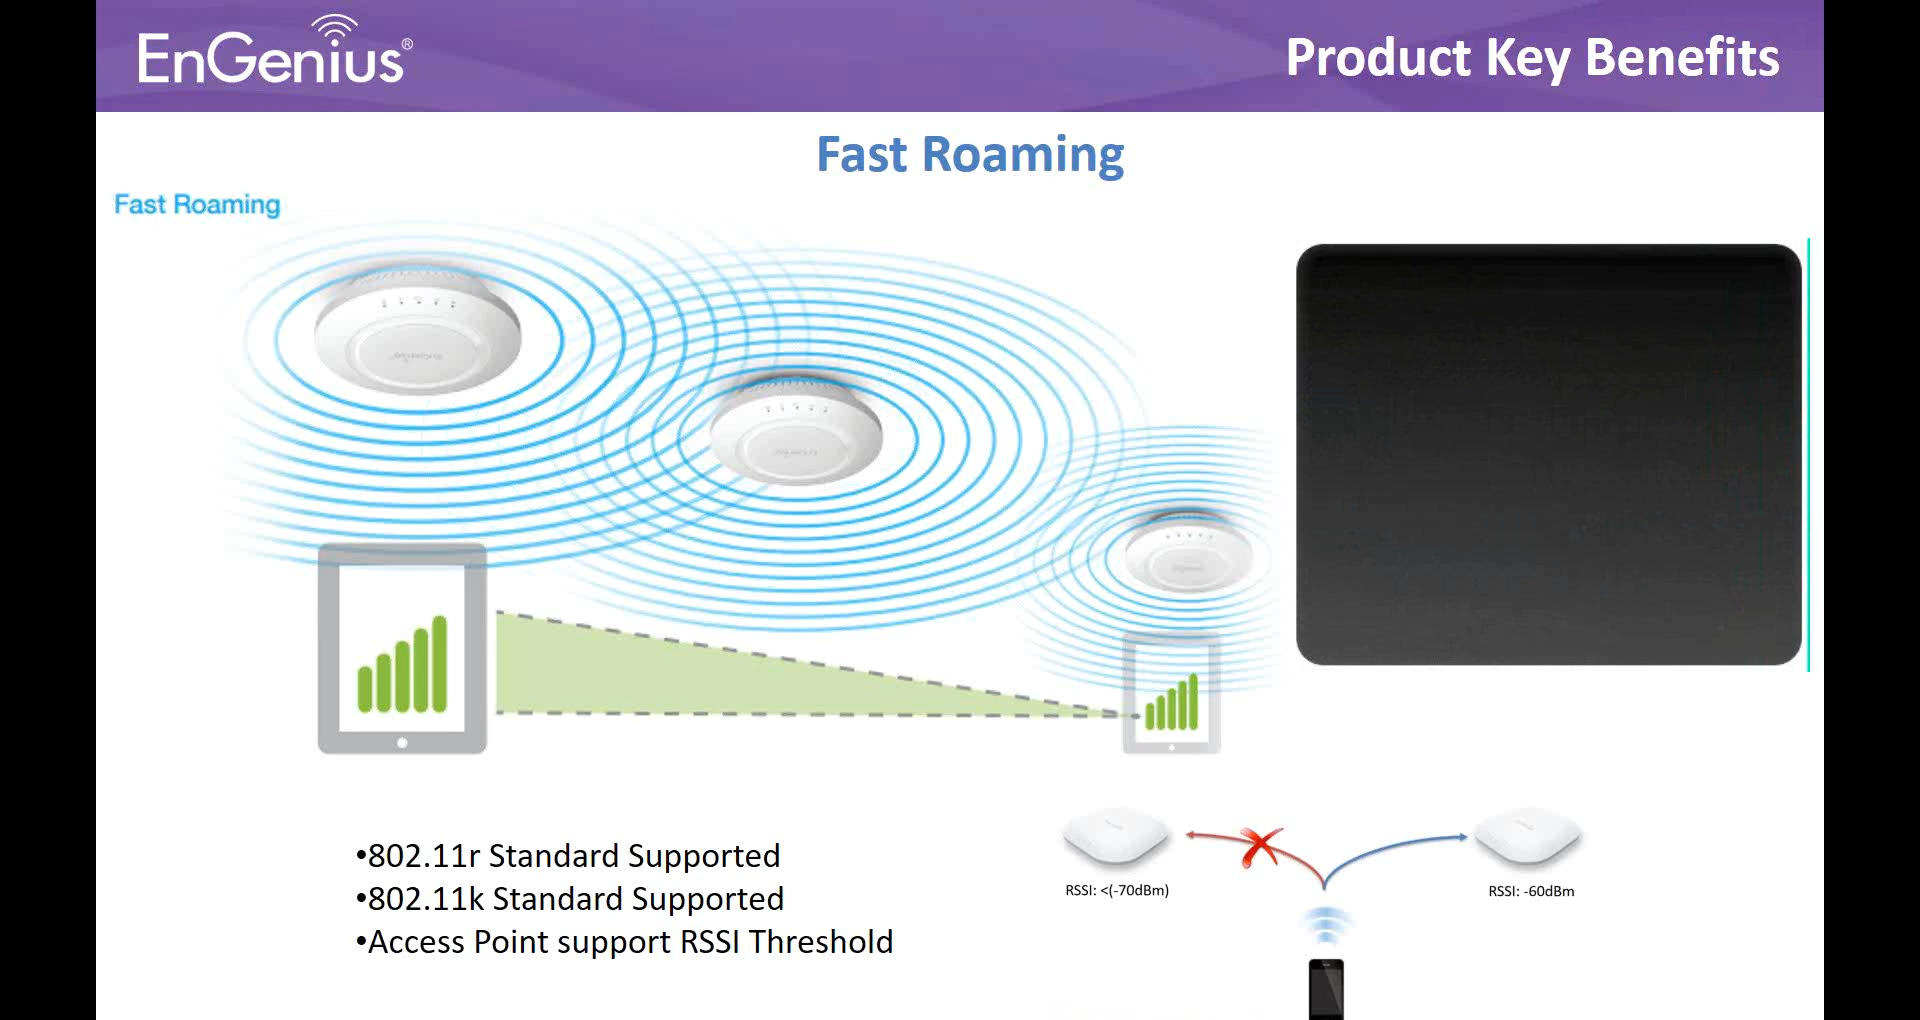 EnGenius®
Product Key Benefits
Fast Roaming
Fast Roaming
•802.11r Standard Supported
•802.11k Standard Supported
•Access Point support RSSI Threshold
RSSI: <(-70dBm)
RSSI: -60dBm